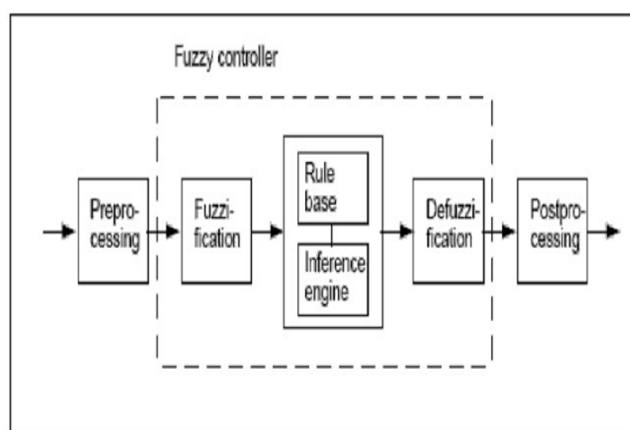 Fuzzy controller
Prepro-
cessing
Fuzzi-
fication
Rule
base
Inference
engine
Defuzzi-
fication
Postpro-
cessing